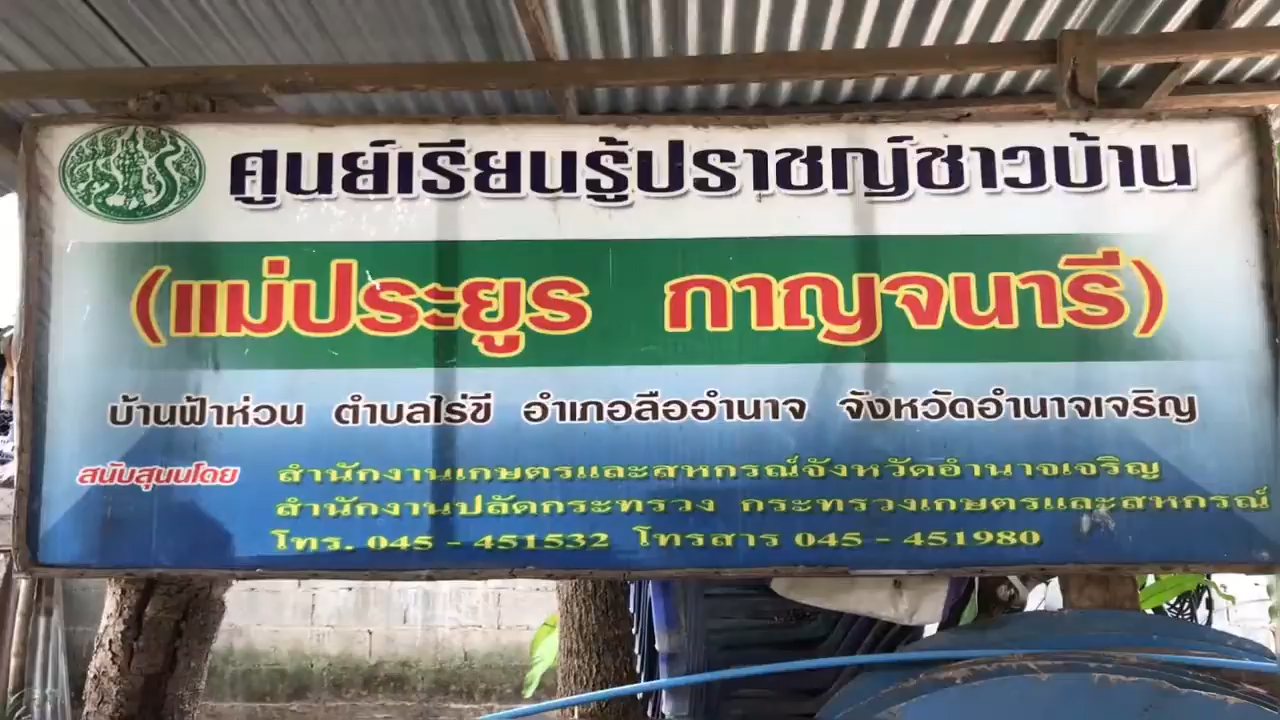 ศูนย์เรียนรู้ปราชญ์ชาวบ้าน
(แม่ประยูร กาญจนารี)
บ้านฟ้าห่วน ตำบลไร่ขี อำเภอลืออำนาจ จังหวัดอำนาจเจริญ
สนับสนุนโดย สำนักงานเกษตรและสหกรณ์จังหวัดอำนาจเจริญ
สำนักงานปลัดกระทรวง กระทรวงเกษตรและสหกรณ์
โทร. 045 - 451532 โทรสาร 045 - 451980